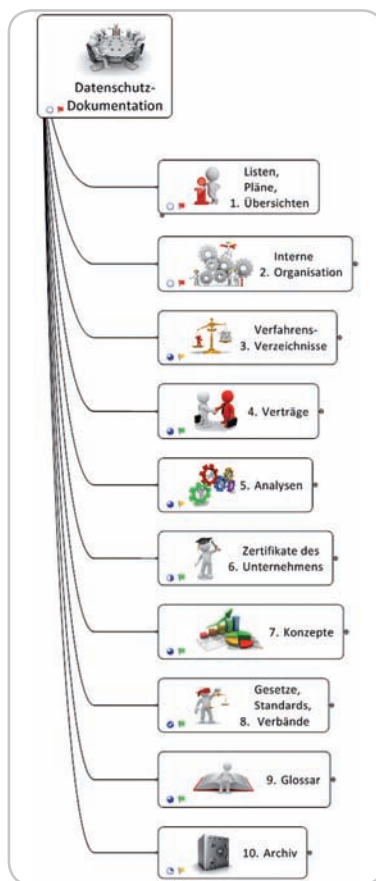 Datenschutz-
Dokumentation
Listen,
Pläne,
1. Übersichten
Interne
2. Organisation
Verfahrens-
3. Verzeichnisse
4. Verträge
5. Analysen
Zertifikate des
6. Unternehmens
7. Konzepte
Gesetze,
Standards,
8. Verbände
9. Glossar
10. Archiv